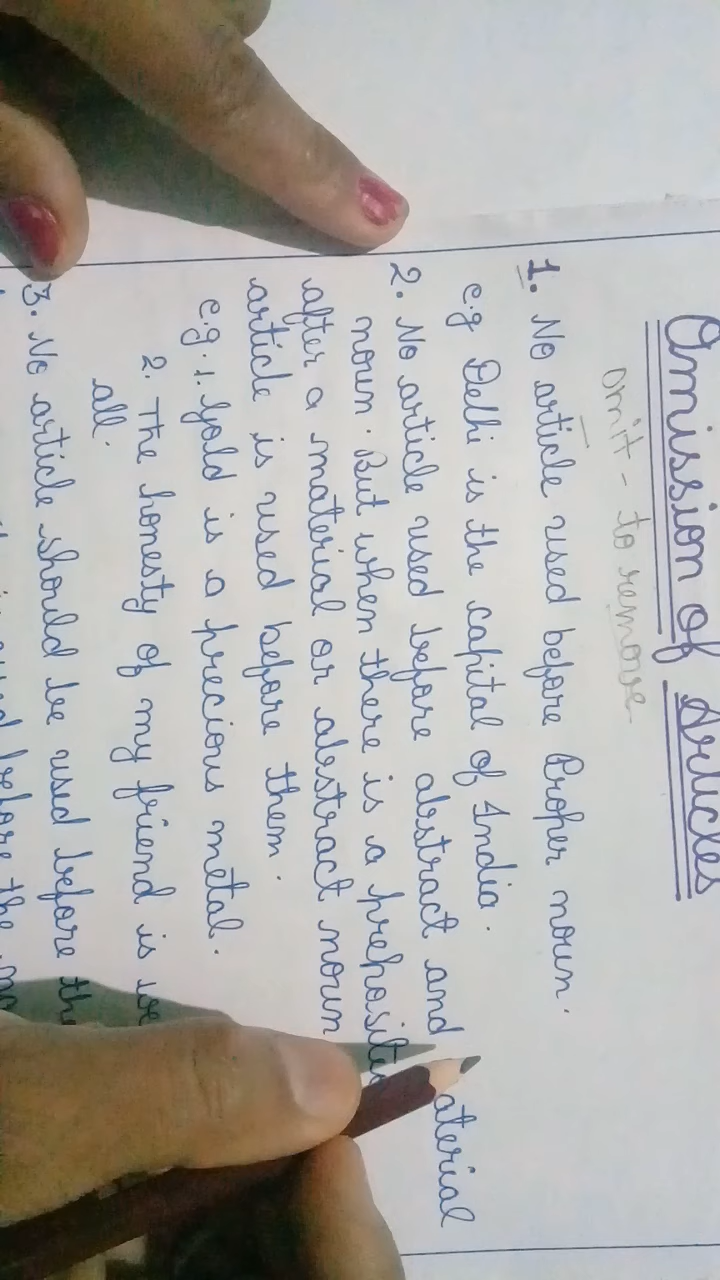 Omission of Articles
omit - to remove
1. No article used before Proper noun.
e.g Delhi is the capital of India.
2. No article used before abstract and material
noun. But when there is a
after a material or abstract noun
article is used before them.
e.g. 1. Gold is a precious metal.
2. The honesty of my friend is
all.
3. No article should be used before
used before the